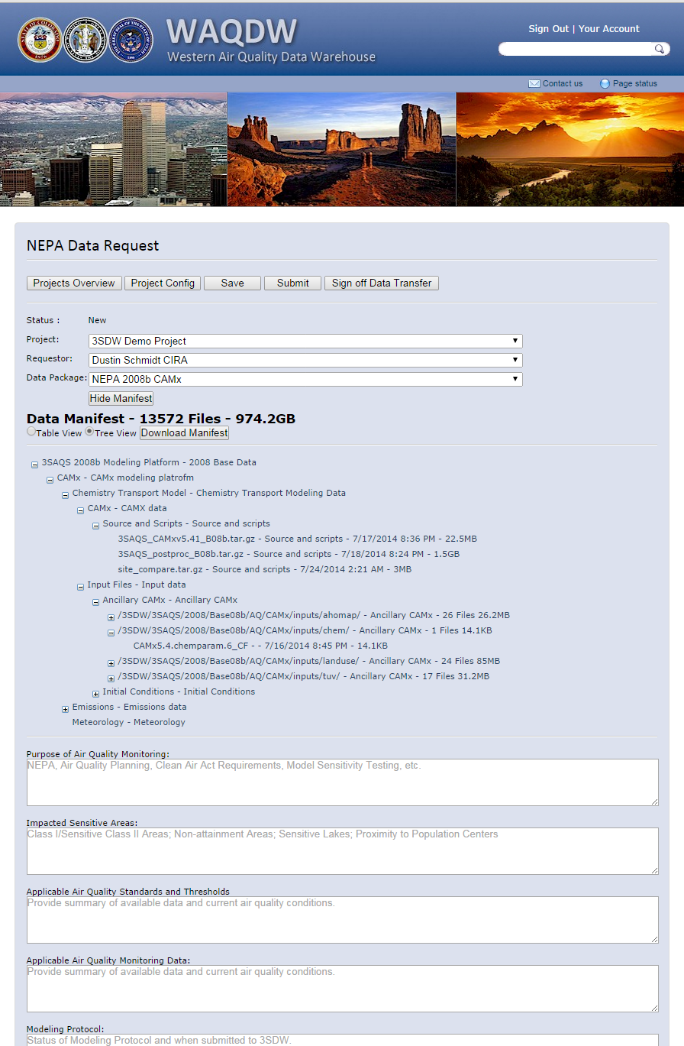 WAQDW
Western Air Quality Data Warehouse
Sign Out | Your Account
Contact us
Page status
NEPA Data Request
Projects Overview
Project Config
Save
Submit
Sign off Data Transfer
Status :
New
Project:
3SDW Demo Project
Requestor:
Dustin Schmidt CIRA
Data Package:
NEPA 2008b CAMx
Hide Manifest
Data Manifest - 13572 Files - 974.2GB
Table View Tree View Download Manifest
3SAQS 2008b Modeling Platform - 2008 Base Data
CAMx - CAMx modeling platrofm
Chemistry Transport Model - Chemistry Transport Modeling Data
CAMx - CAMX data
Source and Scripts - Source and scripts
3SAQS_CAMxv5.41_B08b.tar.gz - Source and scripts - 7/17/2014 8:36 PM - 22.5MB
3SAQS_postproc_B08b.tar.gz - Source and scripts - 7/18/2014 8:24 PM - 1.5GB
site_compare.tar.gz - Source and scripts - 7/24/2014 2:21 AM - 3MB
Input Files - Input data
Ancillary CAMx - Ancillary CAMx
/3SDW/3SAQS/2008/Base08b/AQ/CAMx/inputs/ahomap/ - Ancillary CAMx - 26 Files 26.2MB
/3SDW/3SAQS/2008/Base08b/AQ/CAMx/inputs/chem/ - Ancillary CAMx - 1 Files 14.1KB
CAMx5.4.chemparam.6_CF - - 7/16/2014 8:45 PM - 14.1KB
/3SDW/3SAQS/2008/Base08b/AQ/CAMx/inputs/landuse/ - Ancillary CAMx - 24 Files 85MB
/3SDW/3SAQS/2008/Base08b/AQ/CAMx/inputs/tuv/ - Ancillary CAMx - 17 Files 31.2MB
Initial Conditions - Initial Conditions
Emissions - Emissions data
Meteorology - Meteorology
Purpose of Air Quality Monitoring:
NEPA, Air Quality Planning, Clean Air Act Requirements, Model Sensitivity Testing, etc.
Impacted Sensitive Areas:
Class I/Sensitive Class II Areas; Non-attainment Areas; Sensitive Lakes; Proximity to Population Centers
Applicable Air Quality Standards and Thresholds
Provide summary of available data and current air quality conditions.
Applicable Air Quality Monitoring Data:
Provide summary of available data and current air quality conditions.
Modeling Protocol:
Status of Modeling Protocol and when submitted to 3SDW.